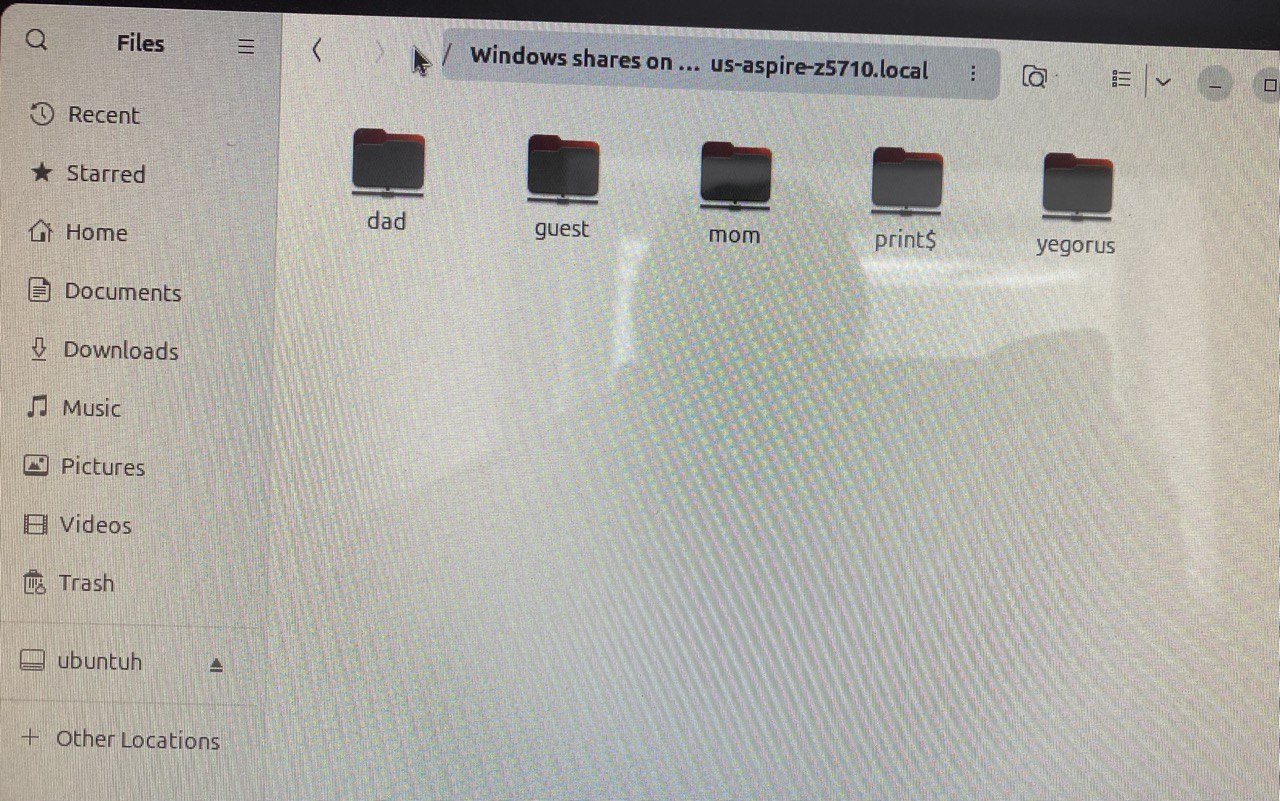 Files
/ Windows shares on ... us-aspire-z5710.local
Recent
Starred
Home
Documents
Downloads
Music
Pictures
Videos
Trash
ubuntuh
Other Locations
dad
guest
mom
print$
yegorus